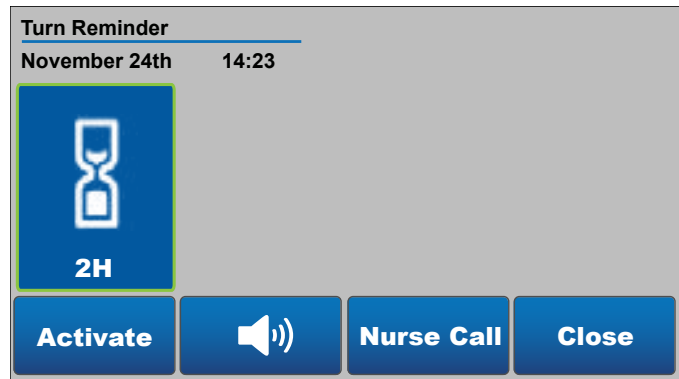 Turn Reminder
November 24th 14:23
2H
Activate
Nurse Call
Close